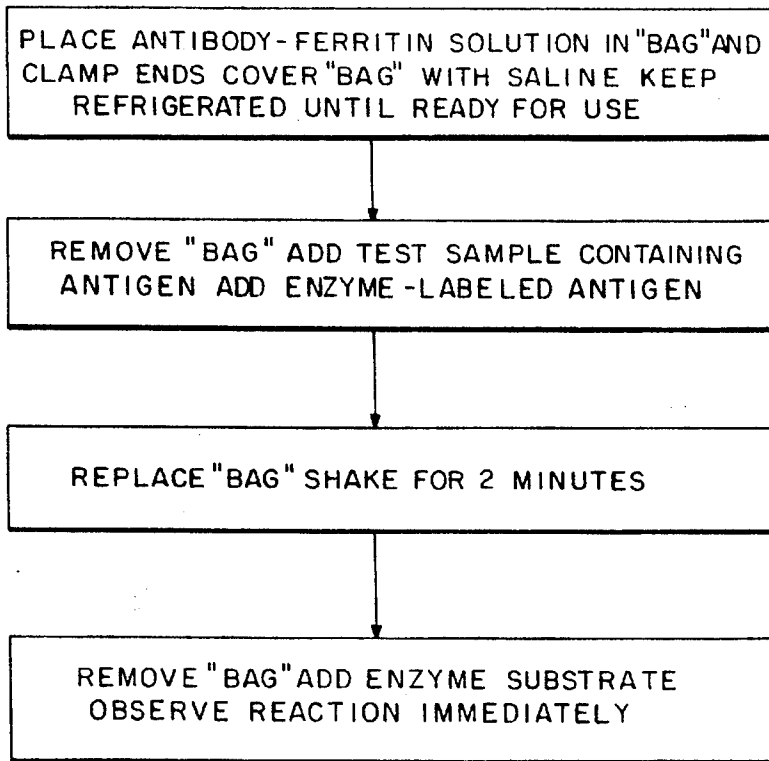 PLACE ANTIBODY-FERRITIN SOLUTION IN "BAG" AND
CLAMP ENDS COVER "BAG" WITH SALINE KEEP
REFRIGERATED UNTIL READY FOR USE
REMOVE "BAG" ADD TEST SAMPLE CONTAINING
ANTIGEN ADD ENZYME-LABELED ANTIGEN
REPLACE "BAG" SHAKE FOR 2 MINUTES
REMOVE "BAG" ADD ENZYME SUBSTRATE
OBSERVE REACTION IMMEDIATELY